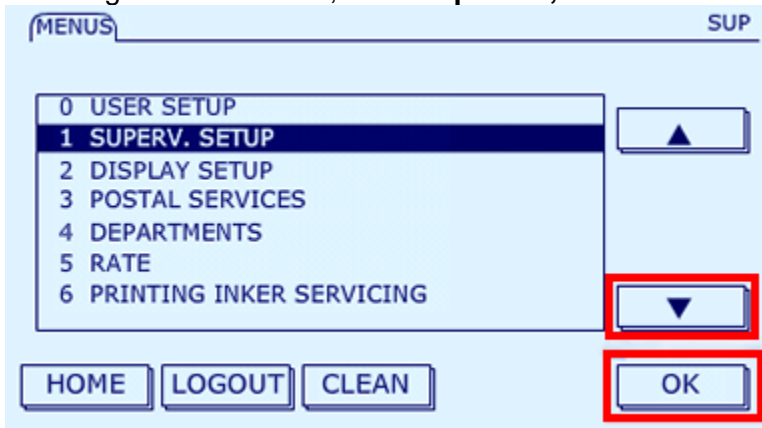 MENUS SUP
0 USER SETUP
1 SUPERV. SETUP
2 DISPLAY SETUP
3 POSTAL SERVICES
4 DEPARTMENTS
5 RATE
6 PRINTING INKER SERVICING
HOME LOGOUT CLEAN OK